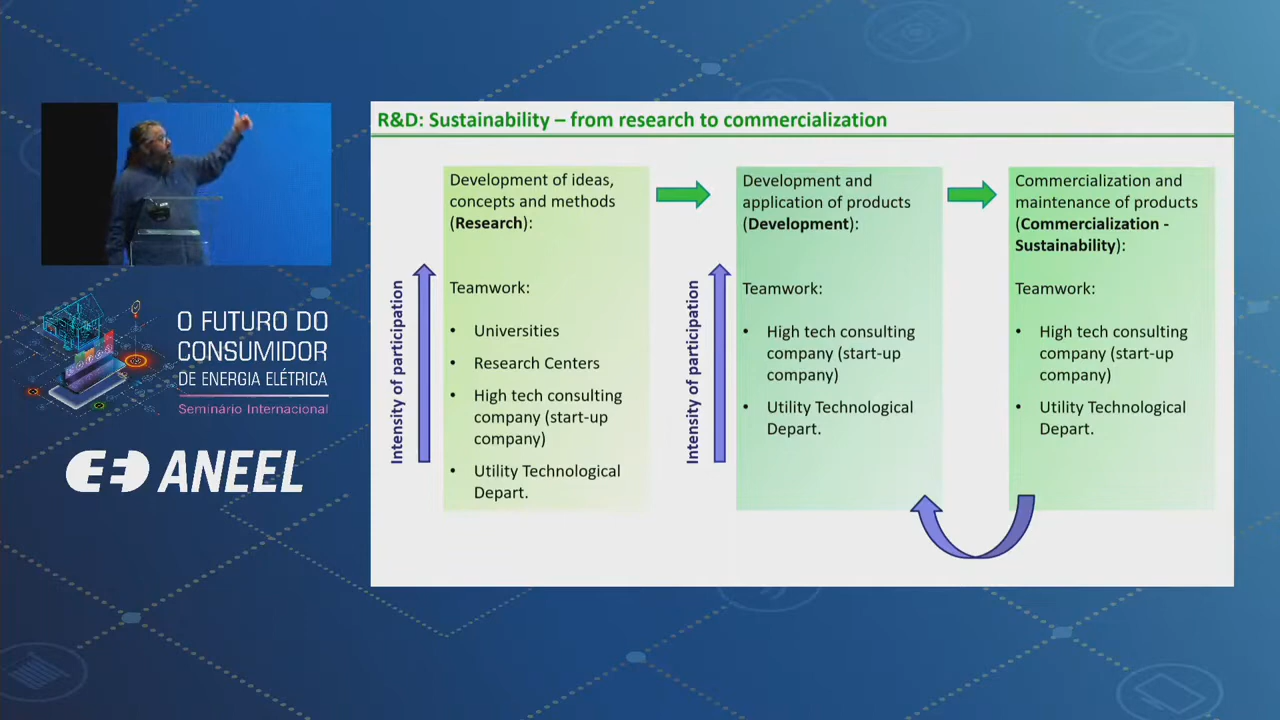 R&D: Sustainability – from research to commercialization
Development of ideas,
concepts and methods
(Research):
Teamwork:
• Universities
• Research Centers
• High tech consulting
company (start-up
company)
• Utility Technological
Depart.
Intensity of participation
Development and
application of products
(Development):
Teamwork:
• High tech consulting
company (start-up
company)
• Utility Technological
Depart.
Intensity of participation
Commercialization and
maintenance of products
(Commercialization -
Sustainability):
Teamwork:
• High tech consulting
company (start-up
company)
• Utility Technological
Depart.
O FUTURO DO
CONSUMIDOR
DE ENERGIA ELÉTRICA
Seminário Internacional
ANEEL